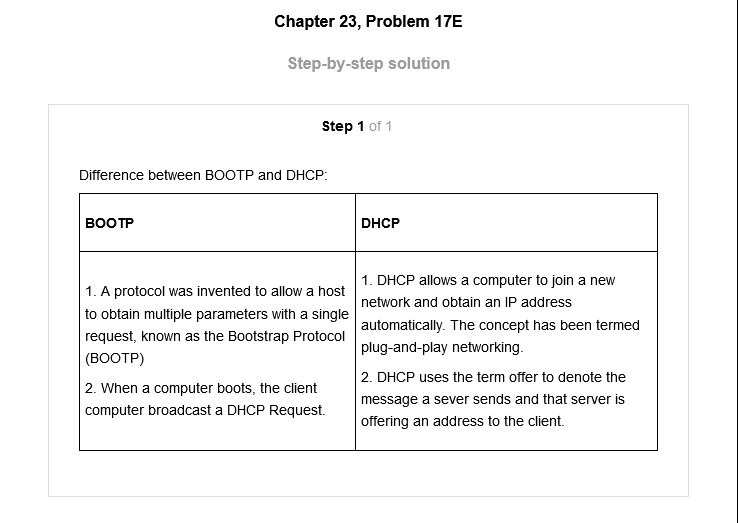 Chapter 23, Problem 17E
Step-by-step solution
Step 1 of 1
Difference between BOOTP and DHCP:
BOOTP
DHCP
1. A protocol was invented to allow a host
to obtain multiple parameters with a single
request, known as the Bootstrap Protocol
(BOOTP)
2. When a computer boots, the client
computer broadcast a DHCP Request.
1. DHCP allows a computer to join a new
network and obtain an IP address
automatically. The concept has been termed
plug-and-play networking.
2. DHCP uses the term offer to denote the
message a sever sends and that server is
offering an address to the client.